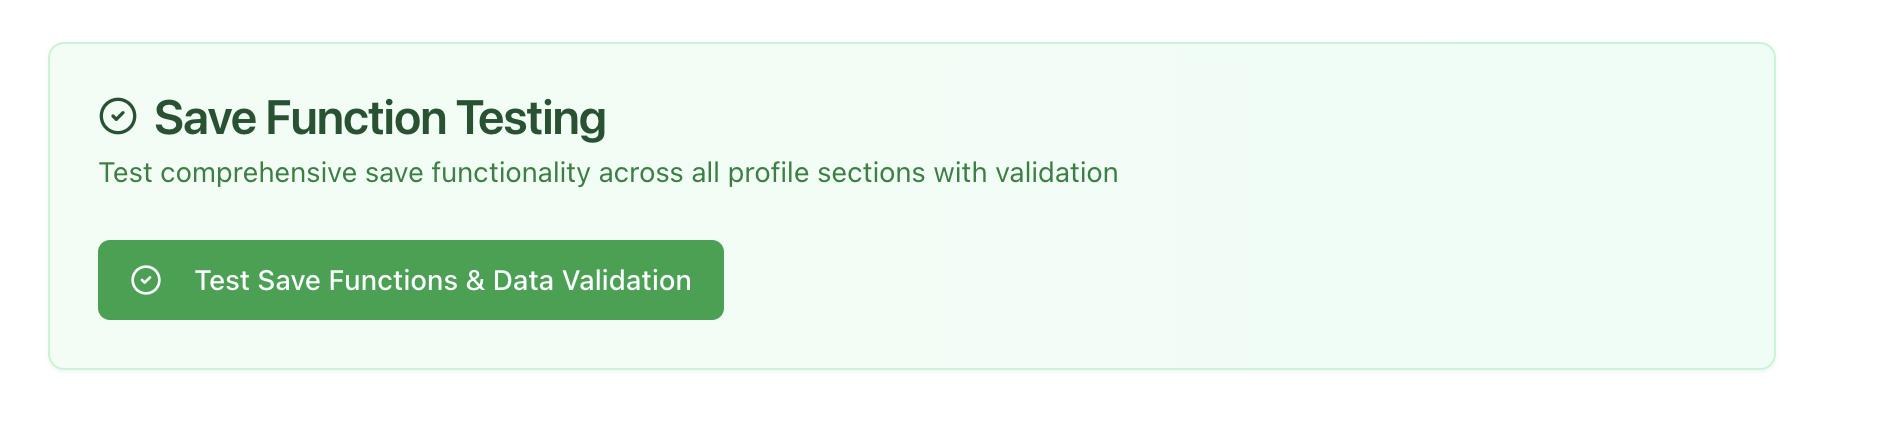 Save Function Testing
Test comprehensive save functionality across all profile sections with validation
Test Save Functions & Data Validation